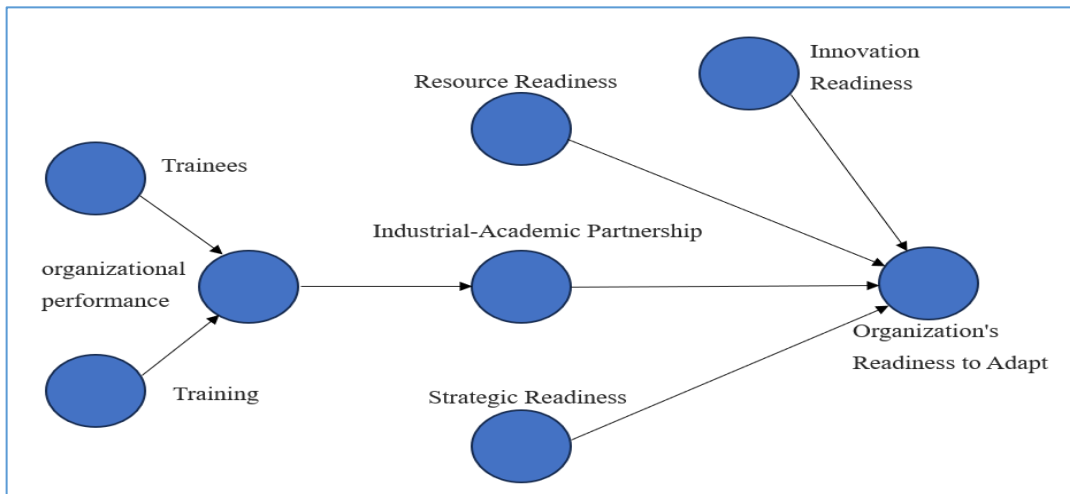 Innovation
Readiness
Resource Readiness
Trainees
Industrial-Academic Partnership
organizational
performance
Organization's
Readiness to Adapt
Training
Strategic Readiness